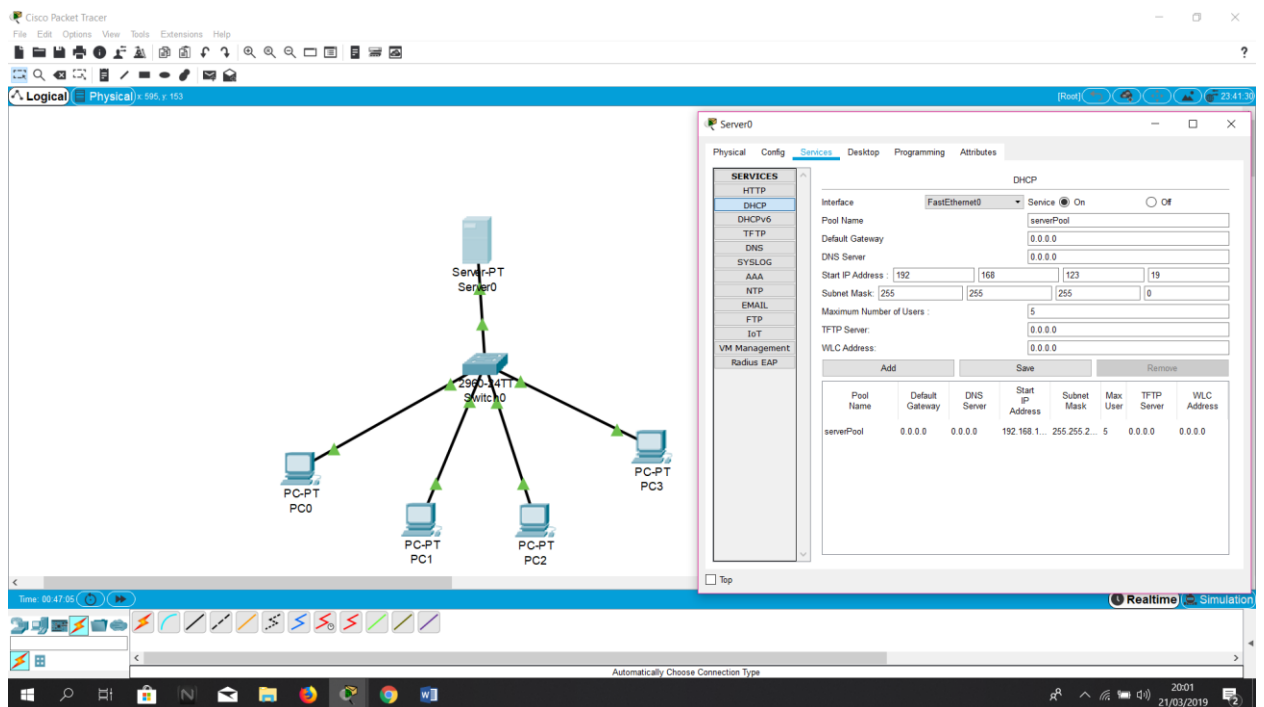 Cisco Packet Tracer
File Edit Options View Tools Extensions Help
?
Logical Physical x: 595, y: 153 [Root] 23:41:30
Server0
Physical Config Services Desktop Programming Attributes
SERVICES
HTTP
DHCP
DHCPv6
TFTP
DNS
SYSLOG
AAA
NTP
EMAIL
FTP
IoT
VM Management
Radius EAP
DHCP
Interface FastEthernet0 Service On Off
Pool Name serverPool
Default Gateway 0.0.0.0
DNS Server 0.0.0.0
Start IP Address : 192 168 123 19
Subnet Mask: 255 255 255 0
Maximum Number of Users : 5
TFTP Server: 0.0.0.0
WLC Address: 0.0.0.0
Add Save Remove
Pool Name Default Gateway DNS Server Start IP Address Subnet Mask Max User TFTP Server WLC Address
serverPool 0.0.0.0 0.0.0.0 192.168.1... 255.255.2... 5 0.0.0.0 0.0.0.0
Top
Server-PT
Server0
2960-24TT
Switch0
PC-PT
PC0
PC-PT
PC1
PC-PT
PC2
PC-PT
PC3
Time: 00:47:05 Realtime Simulation
Automatically Choose Connection Type
20:01
21/03/2019
2